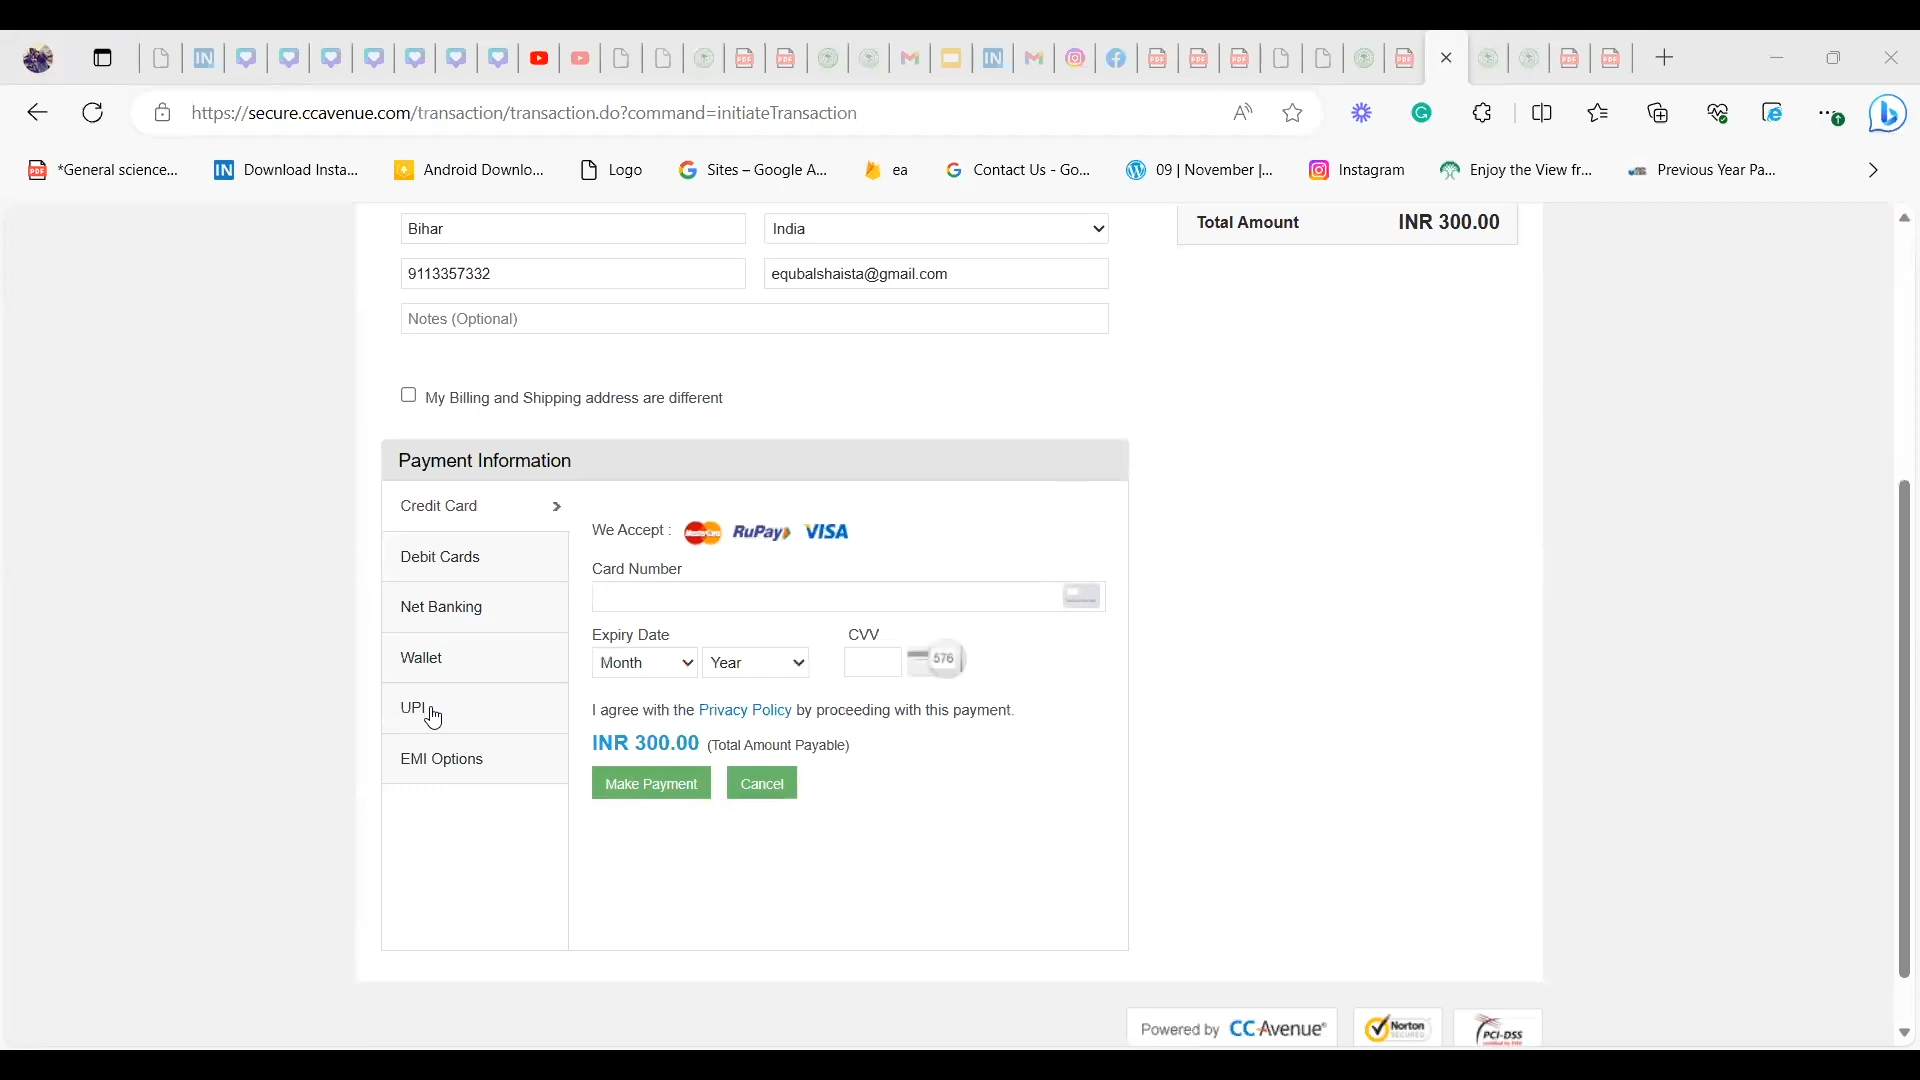 https://secure.ccavenue.com/transaction/transaction.do?command=initiateTransaction
*General science...
Download Insta...
Android Downlo...
Logo
Sites – Google A...
ea
Contact Us - Go...
09 | November |...
Instagram
Enjoy the View fr...
Previous Year Pa...
Bihar
India
Total Amount
INR 300.00
9113357332
equbalshaista@gmail.com
Notes (Optional)
My Billing and Shipping address are different
Payment Information
Credit Card
We Accept :
MasterCard
RuPay
VISA
Debit Cards
Card Number
Net Banking
Expiry Date
CVV
Month
Year
576
Wallet
UPI
I agree with the Privacy Policy by proceeding with this payment.
INR 300.00 (Total Amount Payable)
EMI Options
Make Payment
Cancel
Powered by CCAvenue
Norton
SECURED
PCI-DSS